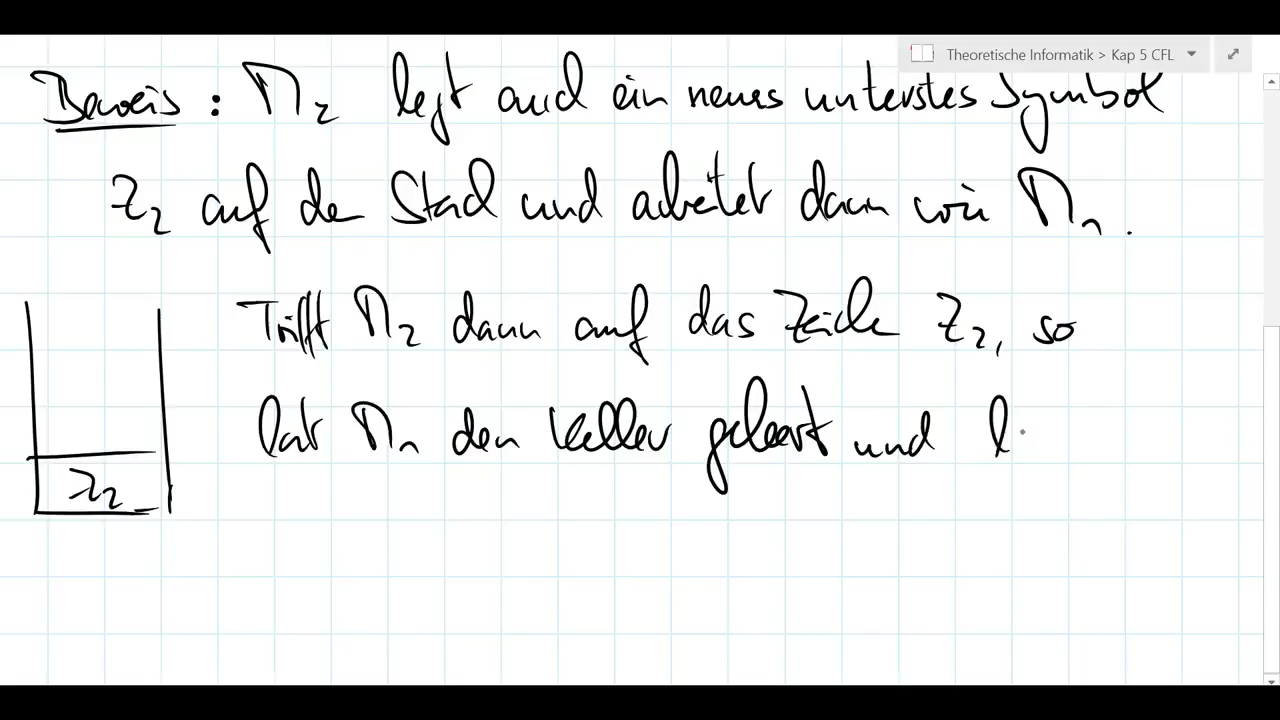 Theoretische Informatik > Kap 5 CFL
Beweis : M₂ legt auch ein neues unterstes Symbol
Z₂ auf den Stack und arbeitet dann wie M₁.
Trifft M₂ dann auf das Zeichen Z₂, so
hat M₁ den Keller geleert und
Z₂